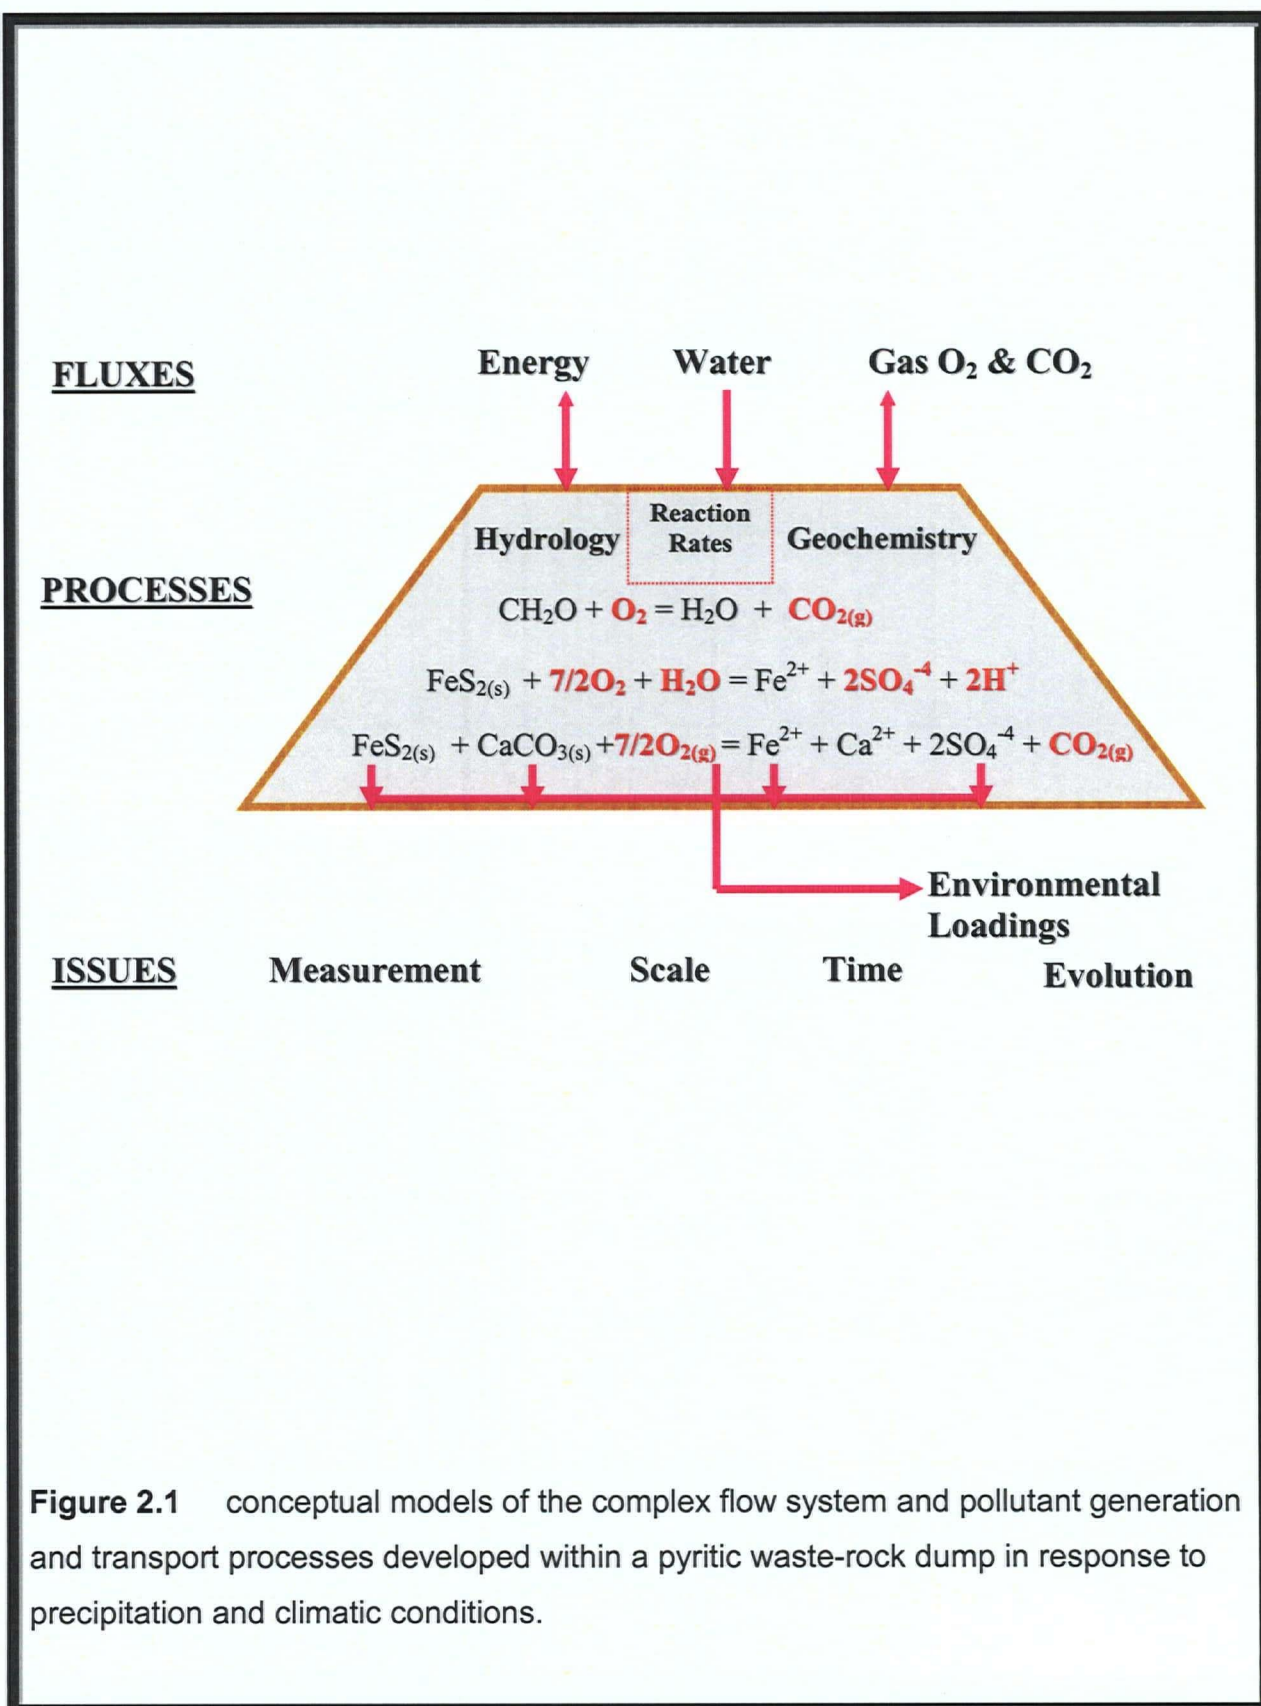 FLUXES Energy Water Gas O₂ & CO₂
Hydrology Reaction Rates Geochemistry
PROCESSES
CH₂O + O₂ = H₂O + CO₂(g)
FeS₂(s) + 7/2O₂ + H₂O = Fe²⁺ + 2SO₄⁻⁴ + 2H⁺
FeS₂(s) + CaCO₃(s) +7/2O₂(g) = Fe²⁺ + Ca²⁺ + 2SO₄⁻⁴ + CO₂(g)
Environmental
Loadings
ISSUES Measurement Scale Time Evolution
Figure 2.1 conceptual models of the complex flow system and pollutant generation
and transport processes developed within a pyritic waste-rock dump in response to
precipitation and climatic conditions.